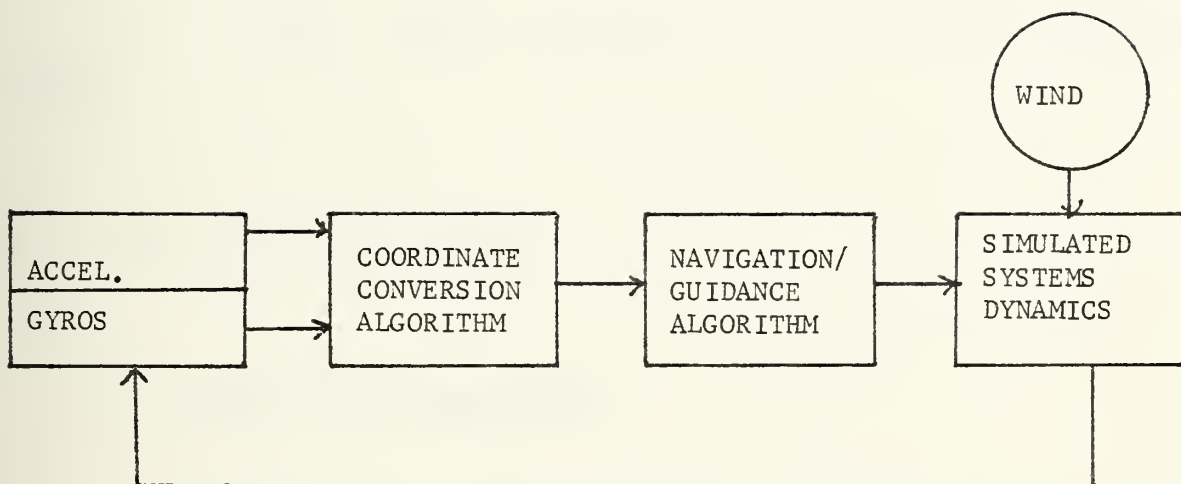 WIND
ACCEL.
GYROS
COORDINATE
CONVERSION
ALGORITHM
NAVIGATION/
GUIDANCE
ALGORITHM
SIMULATED
SYSTEMS
DYNAMICS